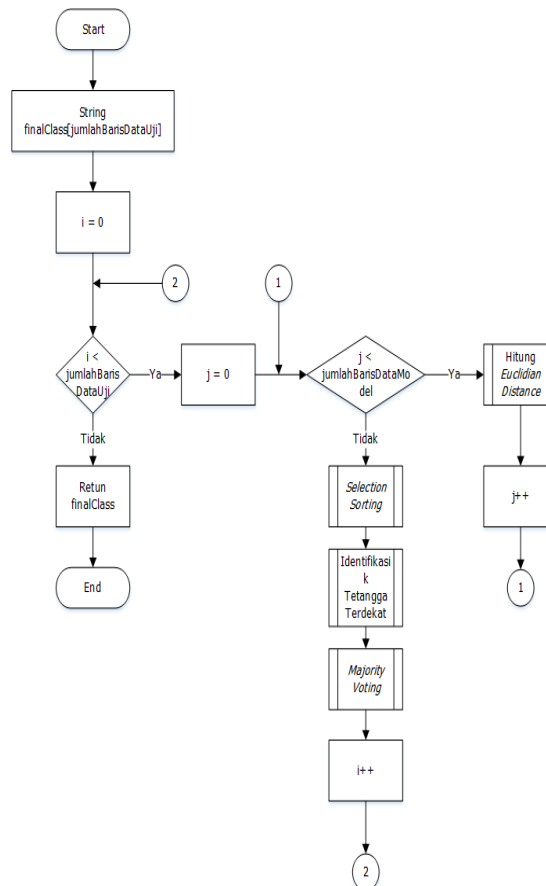 Start
String
finalClass[jumlahBarisDataUji]
i = 0
2
1
i <
jumlahBaris
DataUji
Ya
j = 0
j <
jumlahBarisDataMo
del
Ya
Hitung
Euclidian
Distance
Tidak
Tidak
Retun
finalClass
Selection
Sorting
j++
End
Identifikasi
k
Tetangga
Terdekat
1
Majority
Voting
i++
2